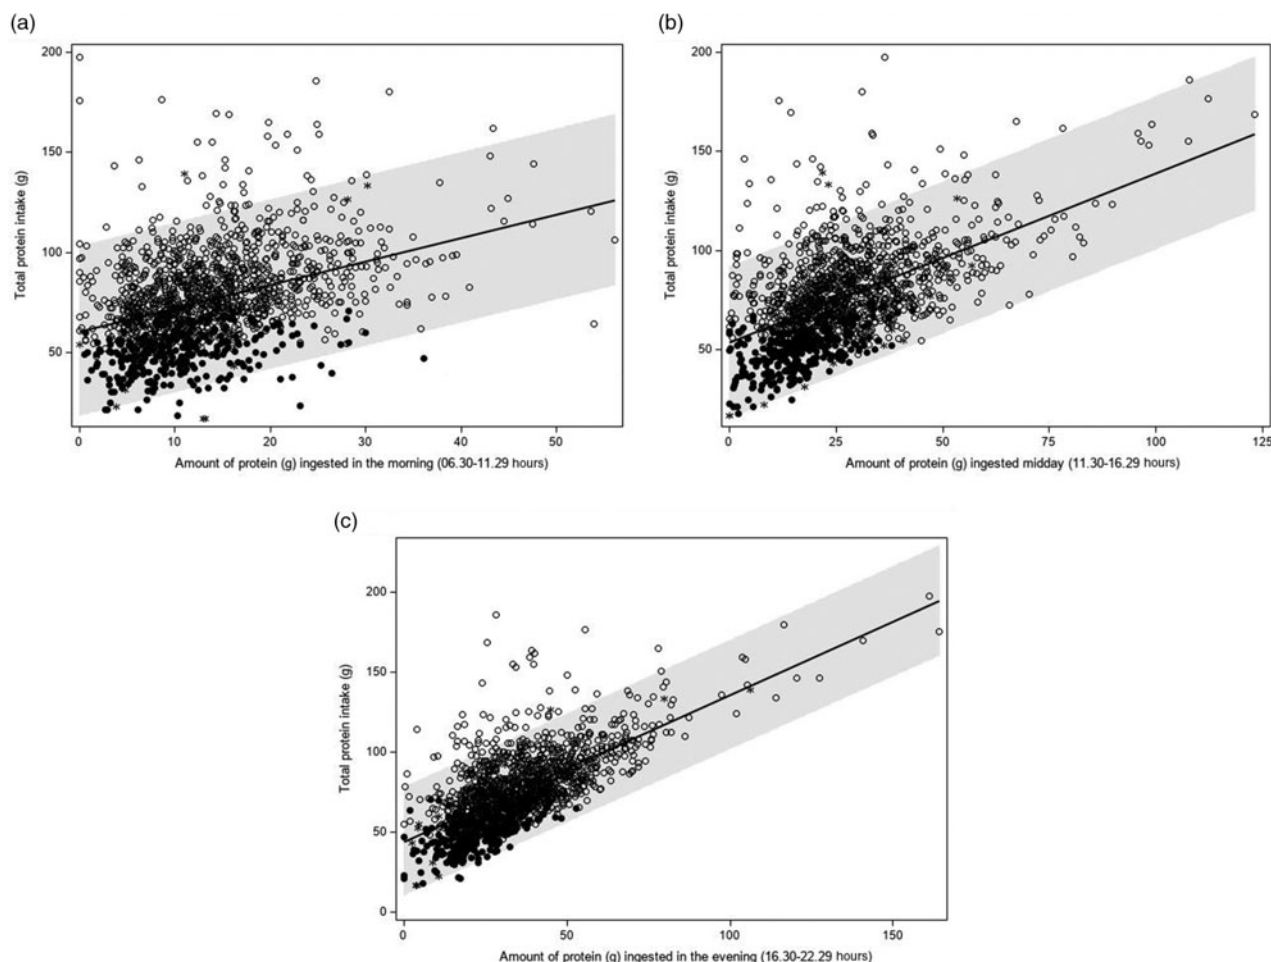 (a)
200
150
100
50
Total protein intake (g)
0 10 20 30 40 50
Amount of protein (g) ingested in the morning (06.30-11.29 hours)
(b)
200
150
100
50
Total protein intake (g)
0 25 50 75 100 125
Amount of protein (g) ingested midday (11.30-16.29 hours)
(c)
200
150
100
50
0
Total protein intake (g)
0 50 100 150
Amount of protein (g) ingested in the evening (16.30-22.29 hours)